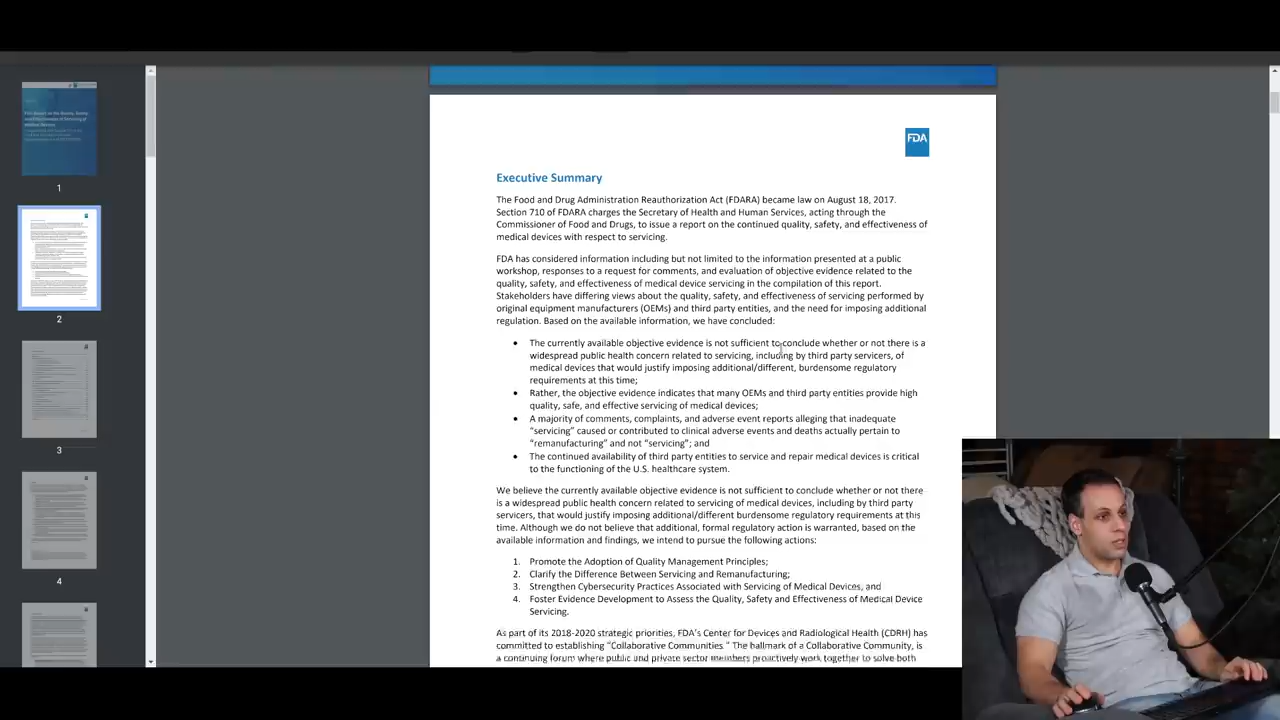 FDA
Executive Summary
The Food and Drug Administration Reauthorization Act (FDARA) became law on August 18, 2017.
Section 710 of FDARA charges the Secretary of Health and Human Services, acting through the
Commissioner of Food and Drugs, to issue a report on the continued quality, safety, and effectiveness of
medical devices with respect to servicing.
FDA has considered information including but not limited to the information presented at a public
workshop, responses to a request for comments, and evaluation of objective evidence related to the
quality, safety, and effectiveness of medical device servicing in the compilation of this report.
Stakeholders have differing views about the quality, safety, and effectiveness of servicing performed by
original equipment manufacturers (OEMs) and third party entities, and the need for imposing additional
regulation. Based on the available information, we have concluded:
• The currently available objective evidence is not sufficient to conclude whether or not there is a
widespread public health concern related to servicing, including by third party servicers, of
medical devices that would justify imposing additional/different, burdensome regulatory
requirements at this time;
• Rather, the objective evidence indicates that many OEMs and third party entities provide high
quality, safe, and effective servicing of medical devices;
• A majority of comments, complaints, and adverse event reports alleging that inadequate
“servicing” caused or contributed to clinical adverse events and deaths actually pertain to
“remanufacturing” and not “servicing”; and
• The continued availability of third party entities to service and repair medical devices is critical
to the functioning of the U.S. healthcare system.
We believe the currently available objective evidence is not sufficient to conclude whether or not there
is a widespread public health concern related to servicing of medical devices, including by third party
servicers, that would justify imposing additional/different burdensome regulatory requirements at this
time. Although we do not believe that additional, formal regulatory action is warranted, based on the
available information and findings, we intend to pursue the following actions:
1. Promote the Adoption of Quality Management Principles;
2. Clarify the Difference Between Servicing and Remanufacturing;
3. Strengthen Cybersecurity Practices Associated with Servicing of Medical Devices; and
4. Foster Evidence Development to Assess the Quality, Safety and Effectiveness of Medical Device
Servicing.
As part of its 2018-2020 strategic priorities, FDA's Center for Devices and Radiological Health (CDRH) has
committed to establishing “Collaborative Communities.” The hallmark of a Collaborative Community, is
a continuing forum where public and private sector members proactively work together to solve both
1
2
3
4